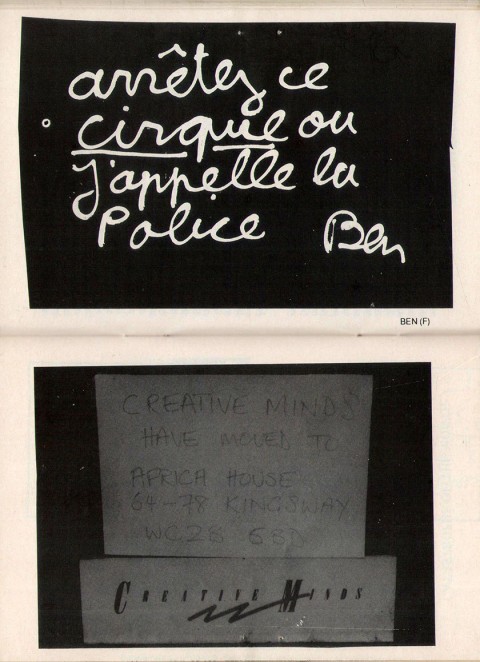 arrêtez ce
cirque ou
j'appelle la
Police Ben
BEN (F)
CREATIVE MINDS
HAVE MOVED TO
AFRICA HOUSE
64-78 KINGSWAY
WC2B 6BD
CREATIVE MINDS